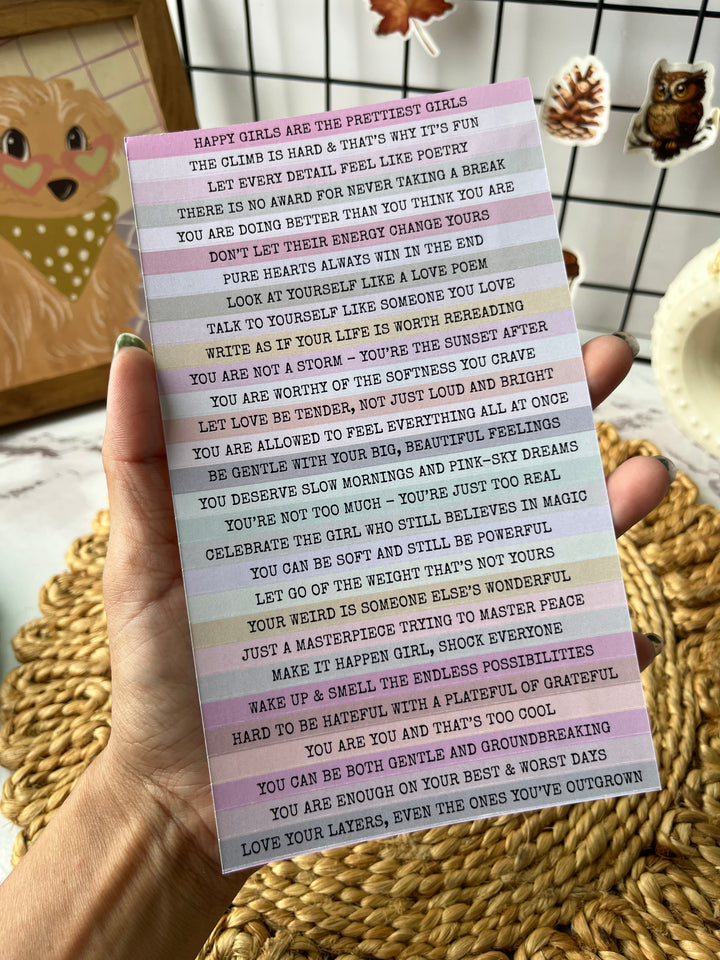 HAPPY GIRLS ARE THE PRETTIEST GIRLS
THE CLIMB IS HARD & THAT'S WHY IT'S FUN
LET EVERY DETAIL FEEL LIKE POETRY
THERE IS NO AWARD FOR NEVER TAKING A BREAK
YOU ARE DOING BETTER THAN YOU THINK YOU ARE
DON'T LET THEIR ENERGY CHANGE YOURS
PURE HEARTS ALWAYS WIN IN THE END
LOOK AT YOURSELF LIKE A LOVE POEM
TALK TO YOURSELF LIKE SOMEONE YOU LOVE
WRITE AS IF YOUR LIFE IS WORTH REREADING
YOU ARE NOT A STORM – YOU'RE THE SUNSET AFTER
YOU ARE WORTHY OF THE SOFTNESS YOU CRAVE
LET LOVE BE TENDER, NOT JUST LOUD AND BRIGHT
YOU ARE ALLOWED TO FEEL EVERYTHING ALL AT ONCE
BE GENTLE WITH YOUR BIG, BEAUTIFUL FEELINGS
YOU DESERVE SLOW MORNINGS AND PINK-SKY DREAMS
YOU'RE NOT TOO MUCH – YOU'RE JUST TOO REAL
CELEBRATE THE GIRL WHO STILL BELIEVES IN MAGIC
YOU CAN BE SOFT AND STILL BE POWERFUL
LET GO OF THE WEIGHT THAT'S NOT YOURS
YOUR WEIRD IS SOMEONE ELSE'S WONDERFUL
JUST A MASTERPIECE TRYING TO MASTER PEACE
MAKE IT HAPPEN GIRL, SHOCK EVERYONE
WAKE UP & SMELL THE ENDLESS POSSIBILITIES
HARD TO BE HATEFUL WITH A PLATEFUL OF GRATEFUL
YOU ARE YOU AND THAT'S TOO COOL
YOU CAN BE BOTH GENTLE AND GROUNDBREAKING
YOU ARE ENOUGH ON YOUR BEST & WORST DAYS
LOVE YOUR LAYERS, EVEN THE ONES YOU'VE OUTGROWN